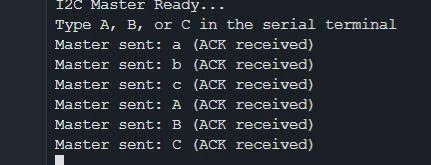 I2C Master Ready...
Type A, B, or C in the serial terminal
Master sent: a (ACK received)
Master sent: b (ACK received)
Master sent: c (ACK received)
Master sent: A (ACK received)
Master sent: B (ACK received)
Master sent: C (ACK received)